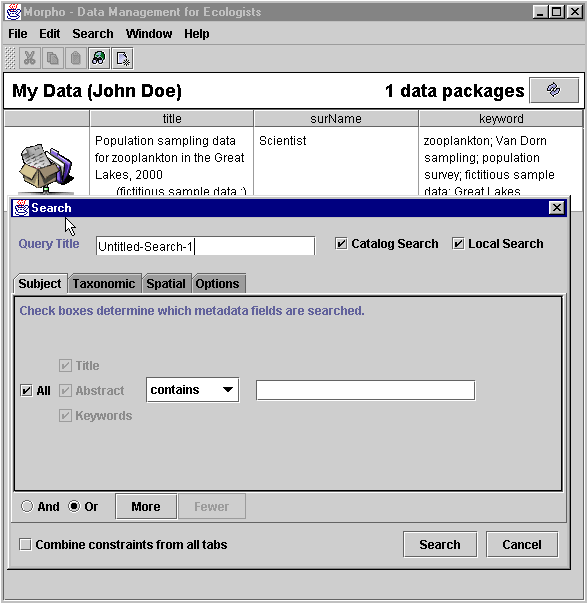 Morpho - Data Management for Ecologists
File Edit Search Window Help
My Data (John Doe) 1 data packages
title surName keyword
Population sampling data
for zooplankton in the Great
Lakes, 2000
(fictitious sample data :)
Scientist
zooplankton; Van Dorn
sampling; population
survey; fictitious sample
data; Great Lakes
Search
Query Title Untitled-Search-1 Catalog Search Local Search
Subject Taxonomic Spatial Options
Check boxes determine which metadata fields are searched.
Title
All Abstract contains
Keywords
And Or More Fewer
Combine constraints from all tabs Search Cancel